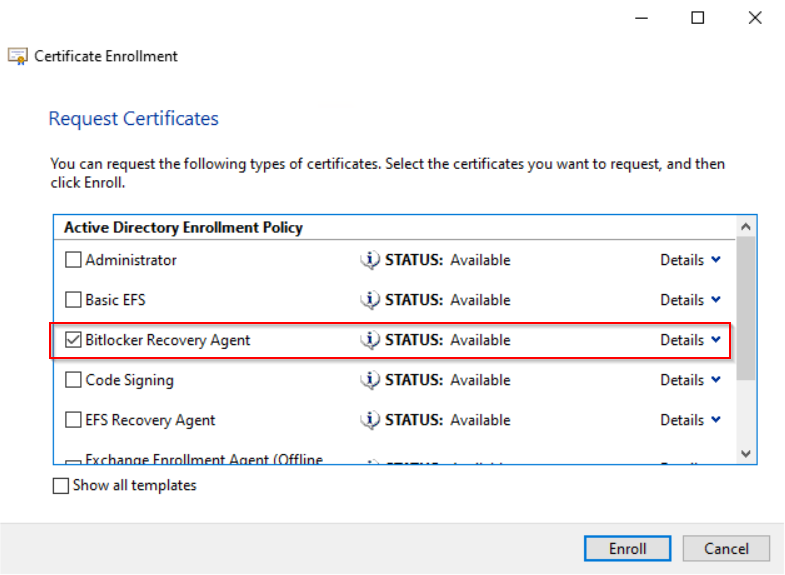 Certificate Enrollment
Request Certificates
You can request the following types of certificates. Select the certificates you want to request, and then
click Enroll.
Active Directory Enrollment Policy
Administrator STATUS: Available Details
Basic EFS STATUS: Available Details
Bitlocker Recovery Agent STATUS: Available Details
Code Signing STATUS: Available Details
EFS Recovery Agent STATUS: Available Details
Exchange Enrollment Agent (Offline
Show all templates
Enroll Cancel